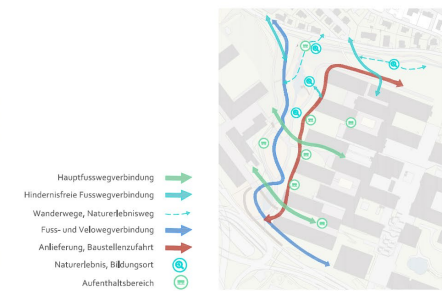 Hauptfusswegverbindung
Hindernisfreie Fusswegverbindung
Wanderwege, Naturerlebnisweg
Fuss- und Velowegverbindung
Anlieferung, Baustellenzufahrt
Naturerlebnis, Bildungsort
Aufenthaltsbereich